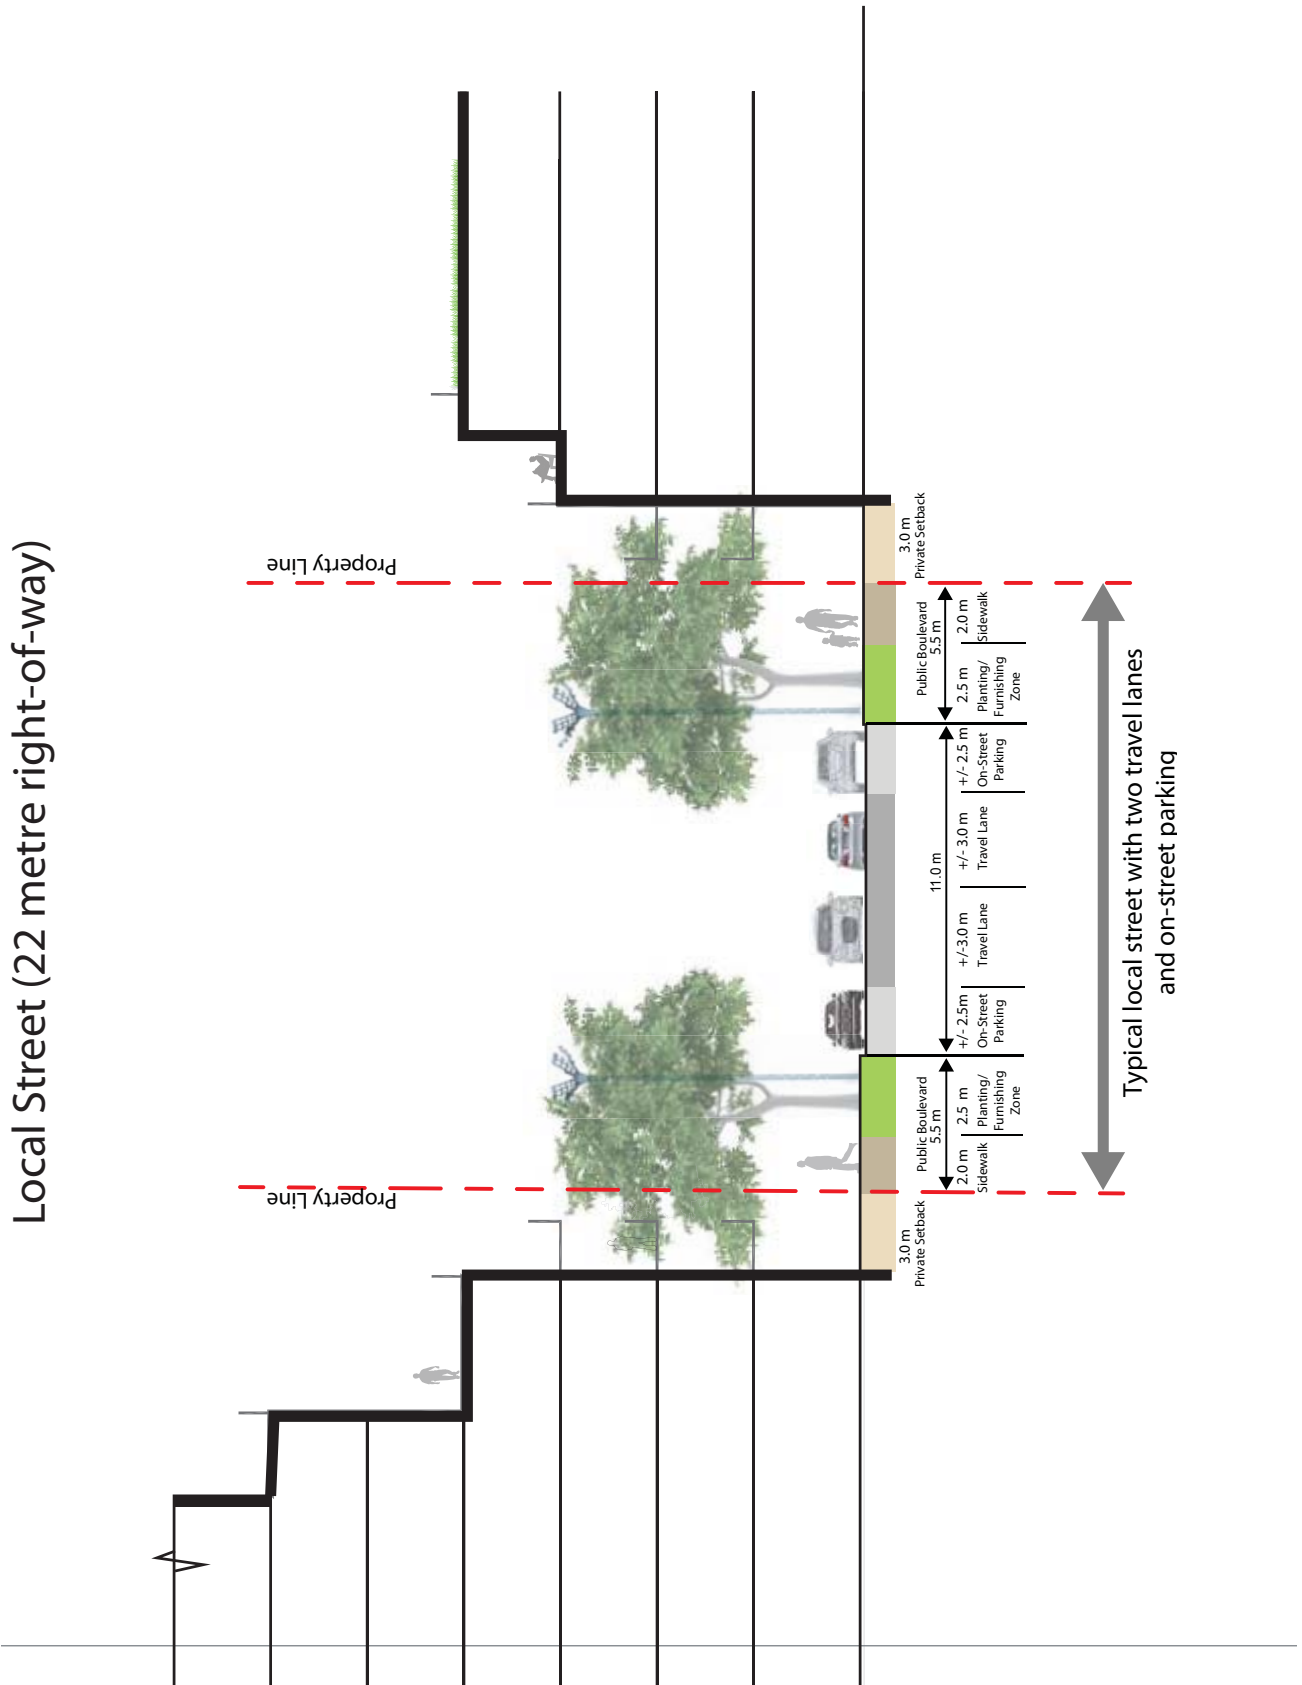 Local Street (22 metre right-of-way)
Property Line
Property Line
3.0 m
Private Setback
Public Boulevard
5.5 m
2.0 m
Sidewalk
2.5 m
Planting/
Furnishing
Zone
11.0 m
+/- 2.5m
On-Street
Parking
+/-3.0m
Travel Lane
+/- 3.0 m
Travel Lane
+/- 2.5 m
On-Street
Parking
Public Boulevard
5.5 m
2.5 m
Planting/
Furnishing
Zone
2.0 m
Sidewalk
3.0 m
Private Setback
Typical local street with two travel lanes
and on-street parking